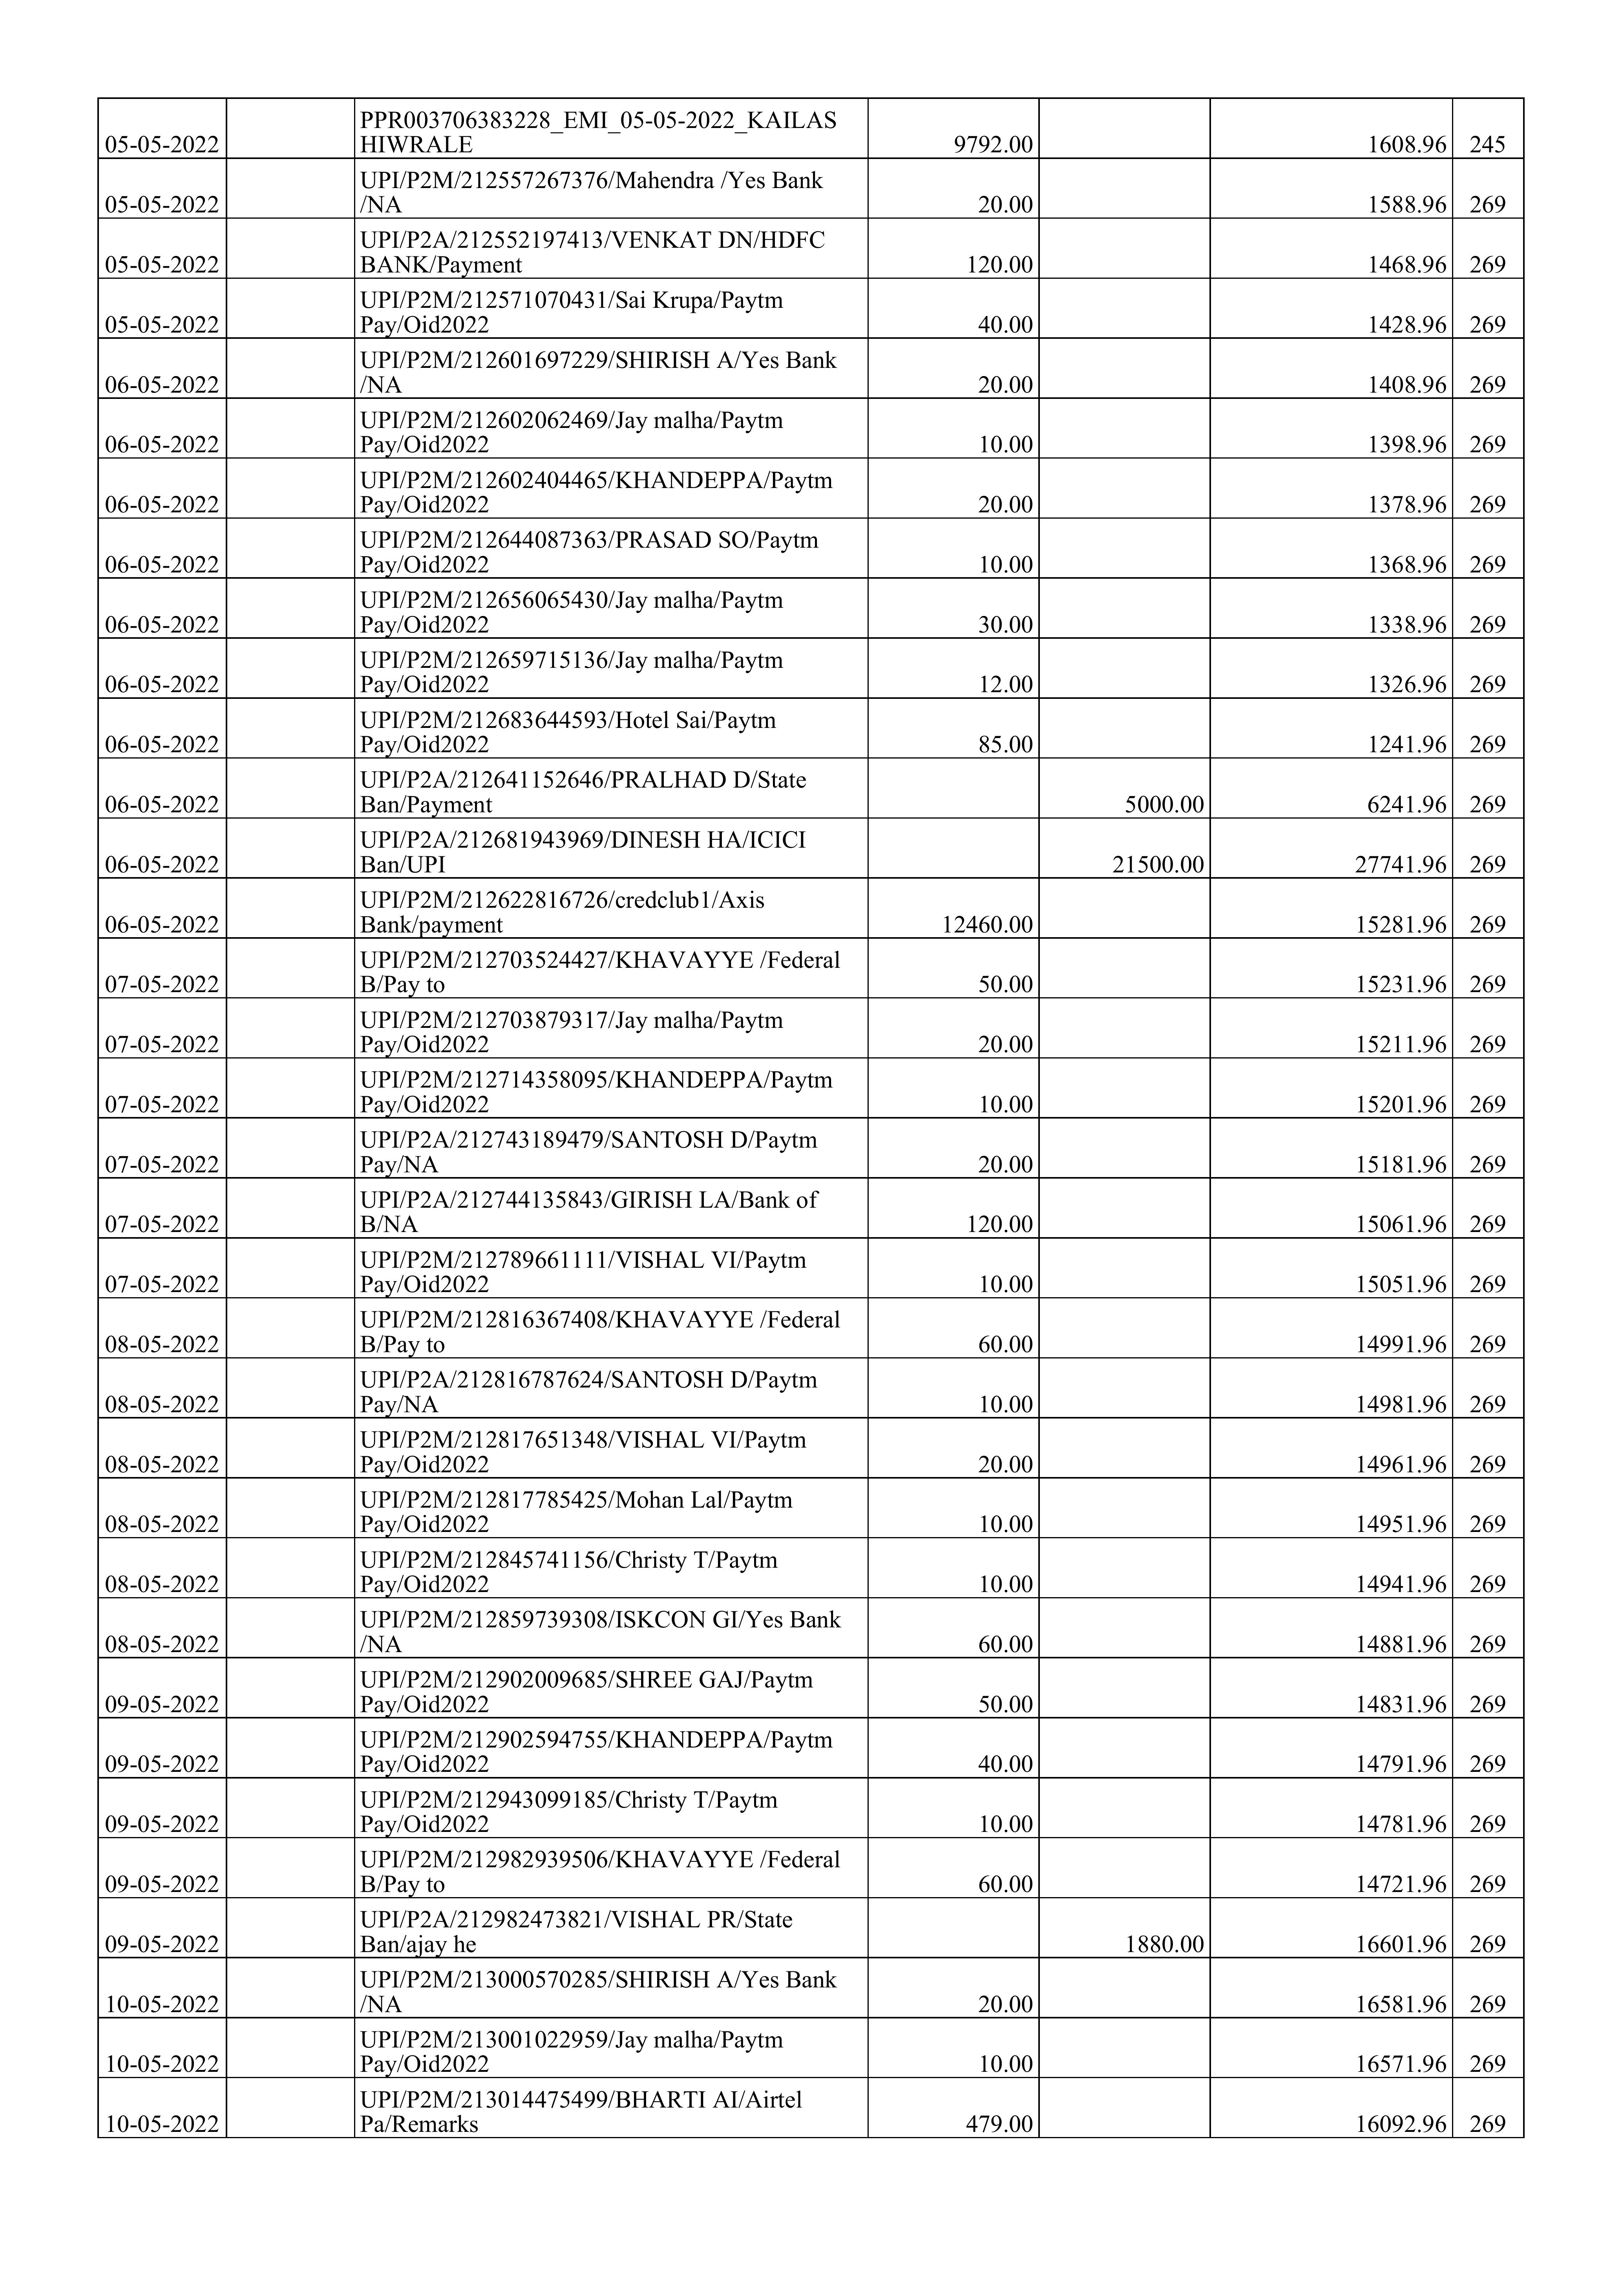 PPR003706383228_EMI_05-05-2022_KAILAS
05-05-2022 HIWRALE 9792.00 1608.96 245
UPI/P2M/212557267376/Mahendra /Yes Bank
05-05-2022 /NA 20.00 1588.96 269
UPI/P2A/212552197413/VENKAT DN/HDFC
05-05-2022 BANK/Payment 120.00 1468.96 269
UPI/P2M/212571070431/Sai Krupa/Paytm
05-05-2022 Pay/Oid2022 40.00 1428.96 269
UPI/P2M/212601697229/SHIRISH A/Yes Bank
06-05-2022 /NA 20.00 1408.96 269
UPI/P2M/212602062469/Jay malha/Paytm
06-05-2022 Pay/Oid2022 10.00 1398.96 269
UPI/P2M/212602404465/KHANDEPPA/Paytm
06-05-2022 Pay/Oid2022 20.00 1378.96 269
UPI/P2M/212644087363/PRASAD SO/Paytm
06-05-2022 Pay/Oid2022 10.00 1368.96 269
UPI/P2M/212656065430/Jay malha/Paytm
06-05-2022 Pay/Oid2022 30.00 1338.96 269
UPI/P2M/212659715136/Jay malha/Paytm
06-05-2022 Pay/Oid2022 12.00 1326.96 269
UPI/P2M/212683644593/Hotel Sai/Paytm
06-05-2022 Pay/Oid2022 85.00 1241.96 269
UPI/P2A/212641152646/PRALHAD D/State
06-05-2022 Ban/Payment 5000.00 6241.96 269
UPI/P2A/212681943969/DINESH HA/ICICI
06-05-2022 Ban/UPI 21500.00 27741.96 269
UPI/P2M/212622816726/credclub1/Axis
06-05-2022 Bank/payment 12460.00 15281.96 269
UPI/P2M/212703524427/KHAVAYYE /Federal
07-05-2022 B/Pay to 50.00 15231.96 269
UPI/P2M/212703879317/Jay malha/Paytm
07-05-2022 Pay/Oid2022 20.00 15211.96 269
UPI/P2M/212714358095/KHANDEPPA/Paytm
07-05-2022 Pay/Oid2022 10.00 15201.96 269
UPI/P2A/212743189479/SANTOSH D/Paytm
07-05-2022 Pay/NA 20.00 15181.96 269
UPI/P2A/212744135843/GIRISH LA/Bank of
07-05-2022 B/NA 120.00 15061.96 269
UPI/P2M/212789661111/VISHAL VI/Paytm
07-05-2022 Pay/Oid2022 10.00 15051.96 269
UPI/P2M/212816367408/KHAVAYYE /Federal
08-05-2022 B/Pay to 60.00 14991.96 269
UPI/P2A/212816787624/SANTOSH D/Paytm
08-05-2022 Pay/NA 10.00 14981.96 269
UPI/P2M/212817651348/VISHAL VI/Paytm
08-05-2022 Pay/Oid2022 20.00 14961.96 269
UPI/P2M/212817785425/Mohan Lal/Paytm
08-05-2022 Pay/Oid2022 10.00 14951.96 269
UPI/P2M/212845741156/Christy T/Paytm
08-05-2022 Pay/Oid2022 10.00 14941.96 269
UPI/P2M/212859739308/ISKCON GI/Yes Bank
08-05-2022 /NA 60.00 14881.96 269
UPI/P2M/212902009685/SHREE GAJ/Paytm
09-05-2022 Pay/Oid2022 50.00 14831.96 269
UPI/P2M/212902594755/KHANDEPPA/Paytm
09-05-2022 Pay/Oid2022 40.00 14791.96 269
UPI/P2M/212943099185/Christy T/Paytm
09-05-2022 Pay/Oid2022 10.00 14781.96 269
UPI/P2M/212982939506/KHAVAYYE /Federal
09-05-2022 B/Pay to 60.00 14721.96 269
UPI/P2A/212982473821/VISHAL PR/State
09-05-2022 Ban/ajay he 1880.00 16601.96 269
UPI/P2M/213000570285/SHIRISH A/Yes Bank
10-05-2022 /NA 20.00 16581.96 269
UPI/P2M/213001022959/Jay malha/Paytm
10-05-2022 Pay/Oid2022 10.00 16571.96 269
UPI/P2M/213014475499/BHARTI AI/Airtel
10-05-2022 Pa/Remarks 479.00 16092.96 269